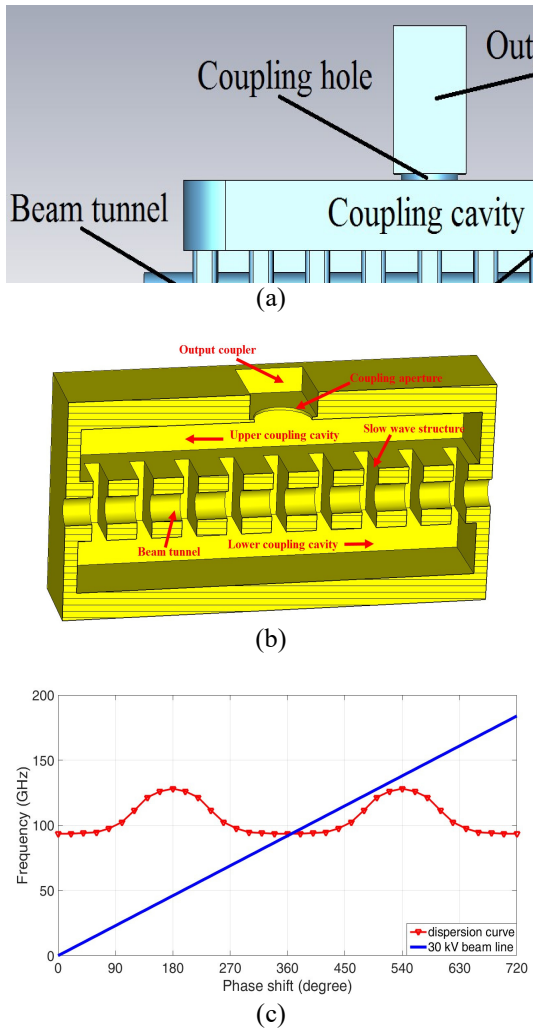 Out
Coupling hole
Beam tunnel
Coupling cavity
(a)
Output coupler
Coupling aperture
Upper coupling cavity
Slow wave structure
Beam tunnel
Lower coupling cavity
(b)
200
150
100
50
0
Frequency (GHz)
0 90 180 270 360 450 540 630 720
Phase shift (degree)
dispersion curve
30 kV beam line
(c)